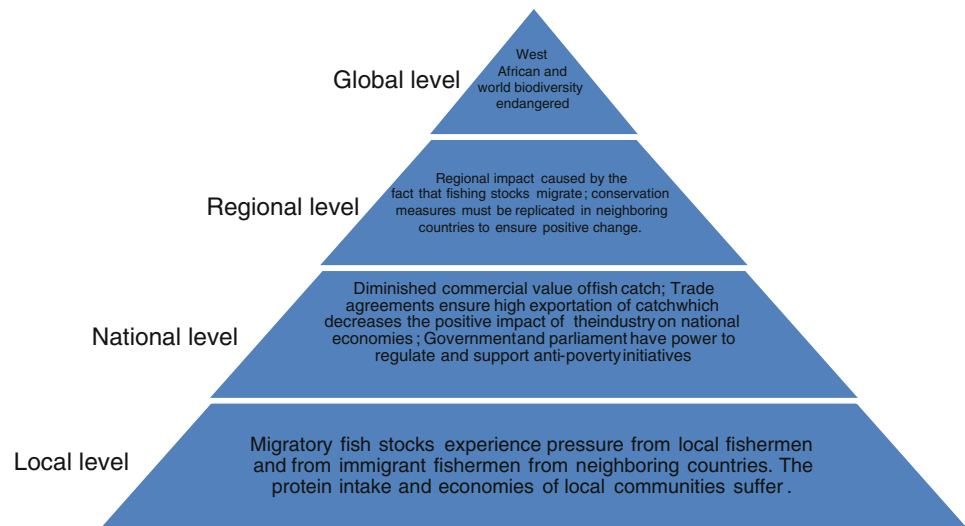 Global level
West
African and
world biodiversity
endangered
Regional level
Regional impact caused by the
fact that fishing stocks migrate; conservation
measures must be replicated in neighboring
countries to ensure positive change.
National level
Diminished commercial value offish catch; Trade
agreements ensure high exportation of catchwhich
decreases the positive impact of theindustry on national
economies ; Governmentand parliament have power to
regulate and support anti-povertyinitiatives
Local level
Migratory fish stocks experience pressure from local fishermen
and from immigrant fishermen from neighboring countries. The
protein intake and economies of local communities suffer .